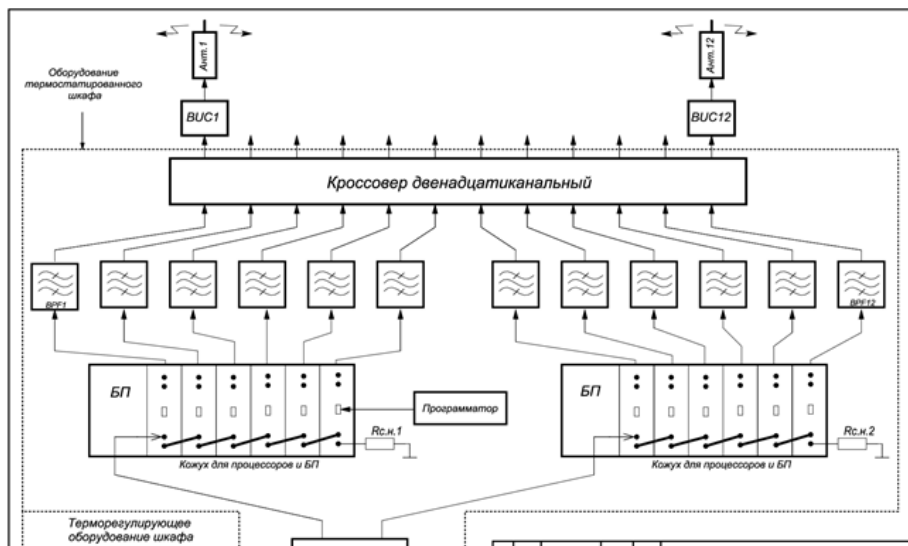 Ант.1
Ант.12
Оборудование
термостатированного
шкафа
BUC1
BUC12
Кроссовер двенадцатиканальный
BPF1
BPF12
БП
БП
Программатор
Rс.н.1
Rс.н.2
Кожух для процессоров и БП
Кожух для процессоров и БП
Терморегулирующее
оборудование шкафа